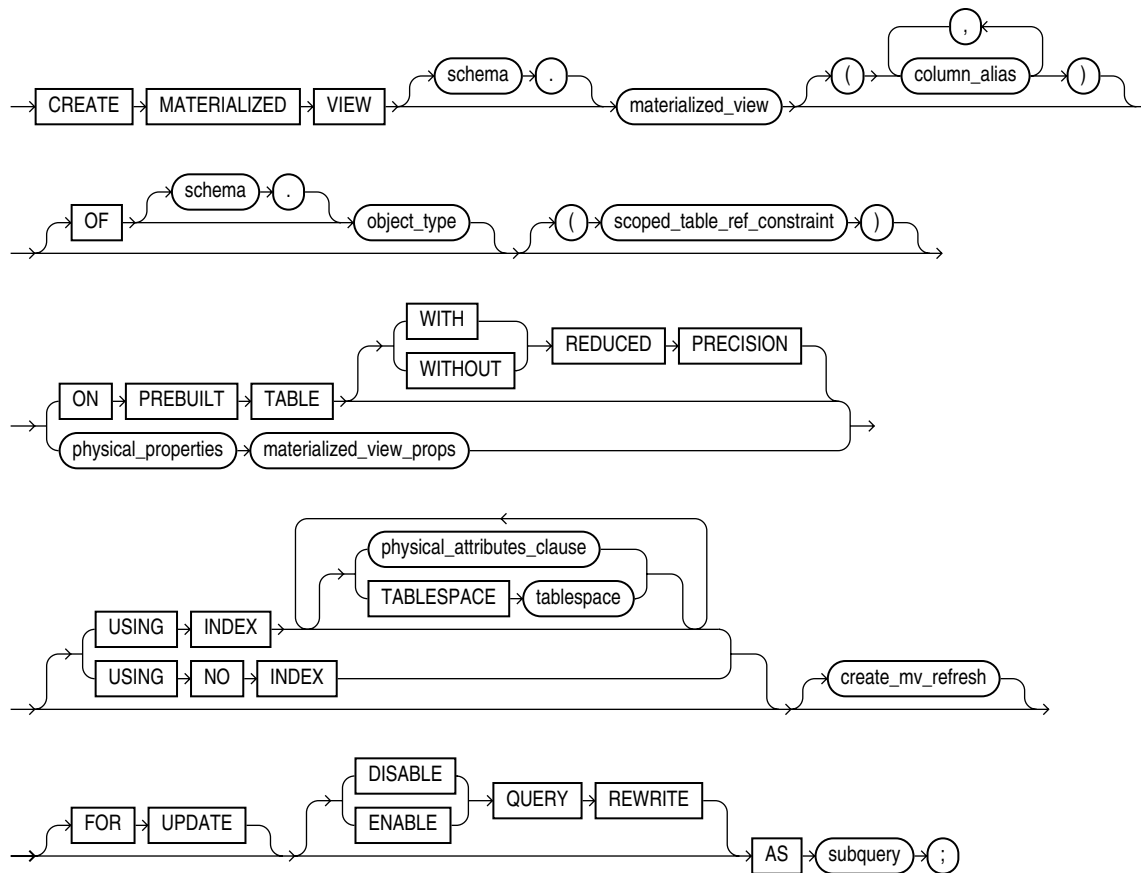 ,
schema . ( column_alias )
CREATE MATERIALIZED VIEW materialized_view
schema . 
OF object_type ( scoped_table_ref_constraint )
WITH
REDUCED PRECISION
WITHOUT
ON PREBUILT TABLE
physical_properties materialized_view_props
physical_attributes_clause
TABLESPACE tablespace
USING INDEX
USING NO INDEX
create_mv_refresh
DISABLE
FOR UPDATE QUERY REWRITE
ENABLE
AS subquery ;